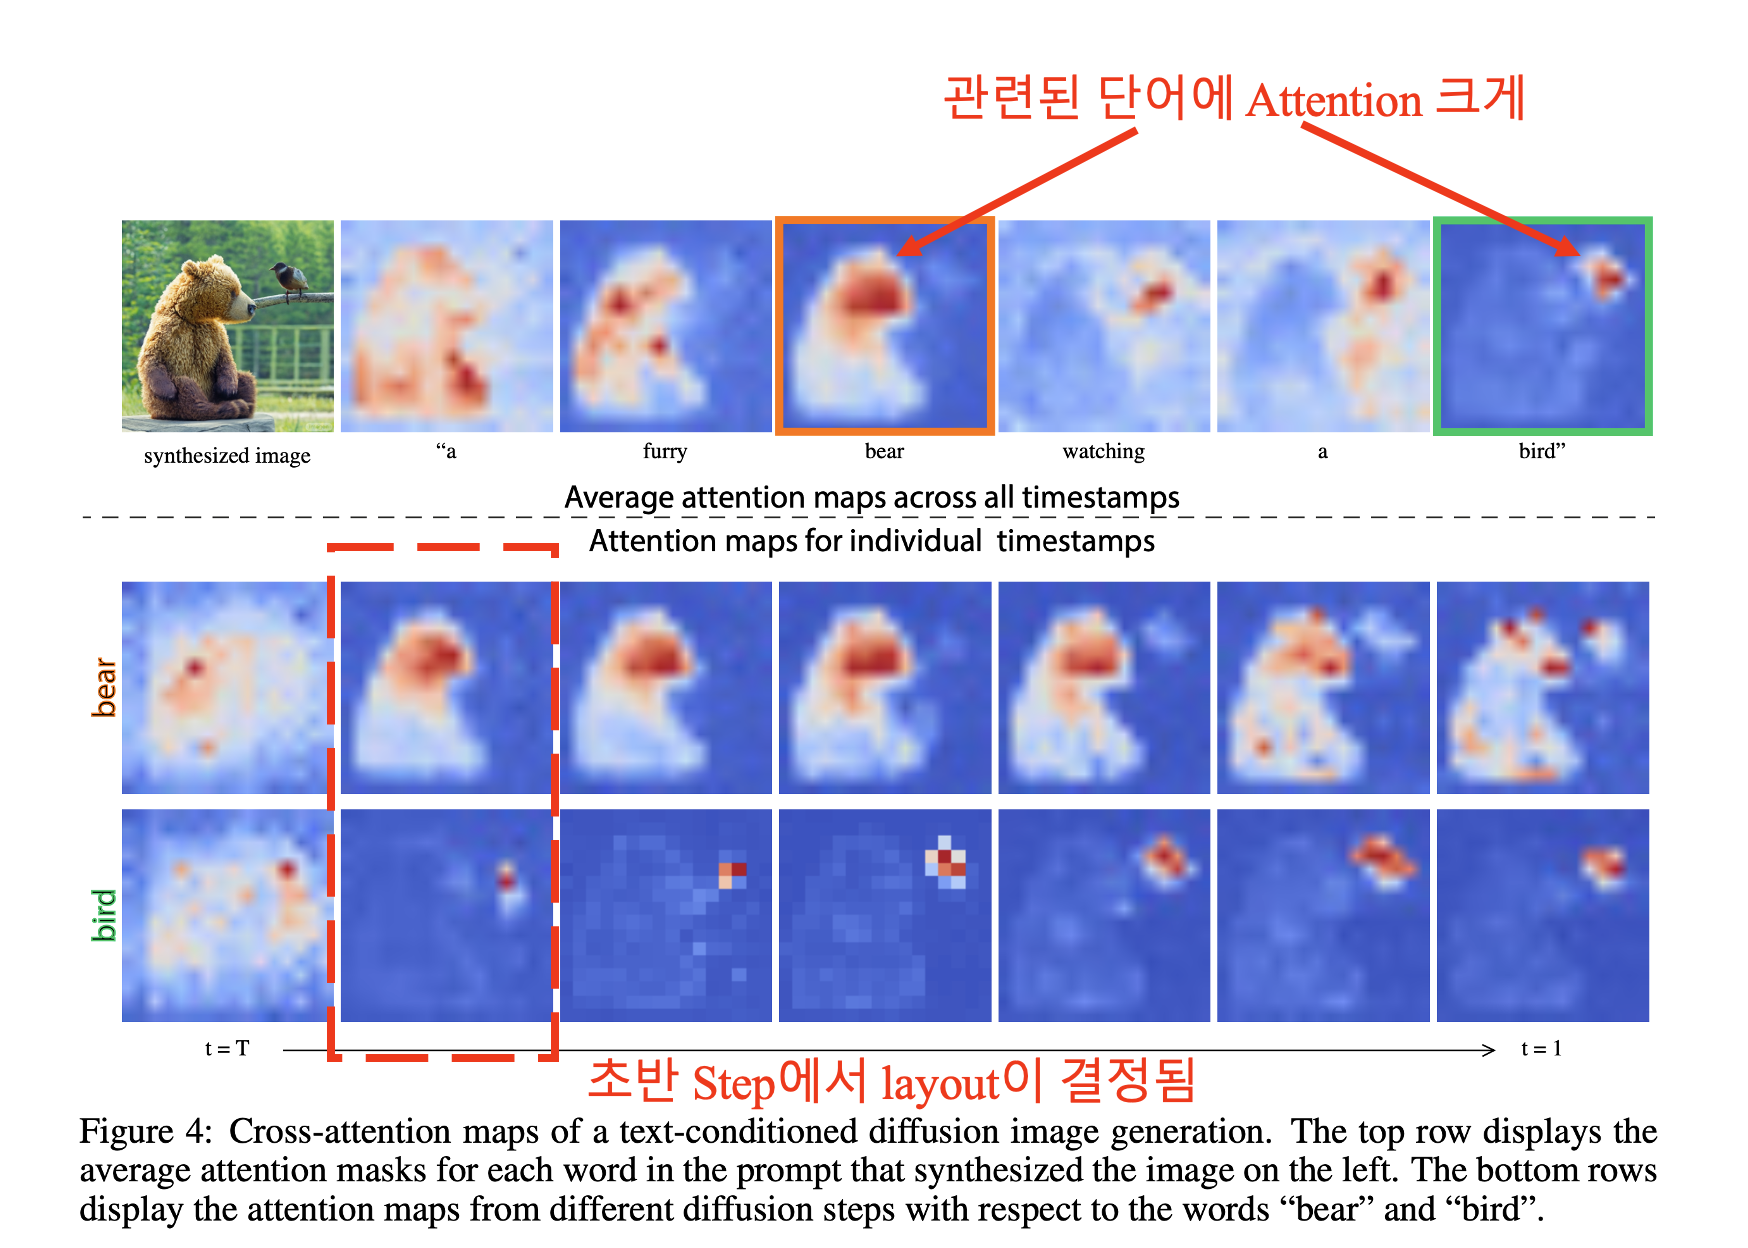 관련된 단어에 Attention 크게
synthesized image
“a
furry
bear
watching
a
bird”
Average attention maps across all timestamps
Attention maps for individual timestamps
bear
bird
t = T
t = 1
초반 Step에서 layout이 결정됨
Figure 4: Cross-attention maps of a text-conditioned diffusion image generation. The top row displays the
average attention masks for each word in the prompt that synthesized the image on the left. The bottom rows
display the attention maps from different diffusion steps with respect to the words “bear” and “bird”.